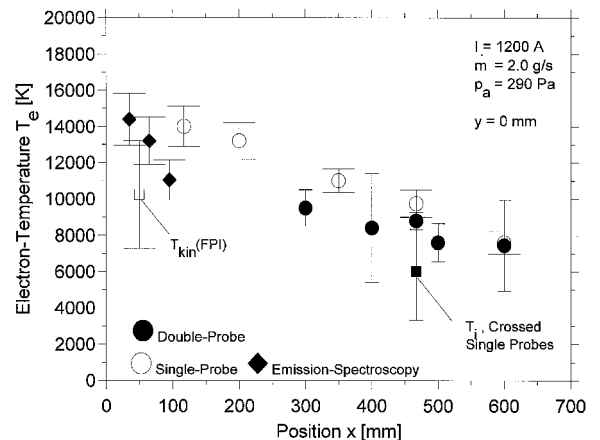 20000
18000
16000
14000
12000
10000
8000
6000
4000
2000
0
Electron-Temperature Te [K]
I = 1200 A
ṁ = 2.0 g/s
pa = 290 Pa
y = 0 mm
Tkin(FPI)
Ti, Crossed
Single Probes
Double-Probe
Single-Probe
Emission-Spectroscopy
0 100 200 300 400 500 600 700
Position x [mm]